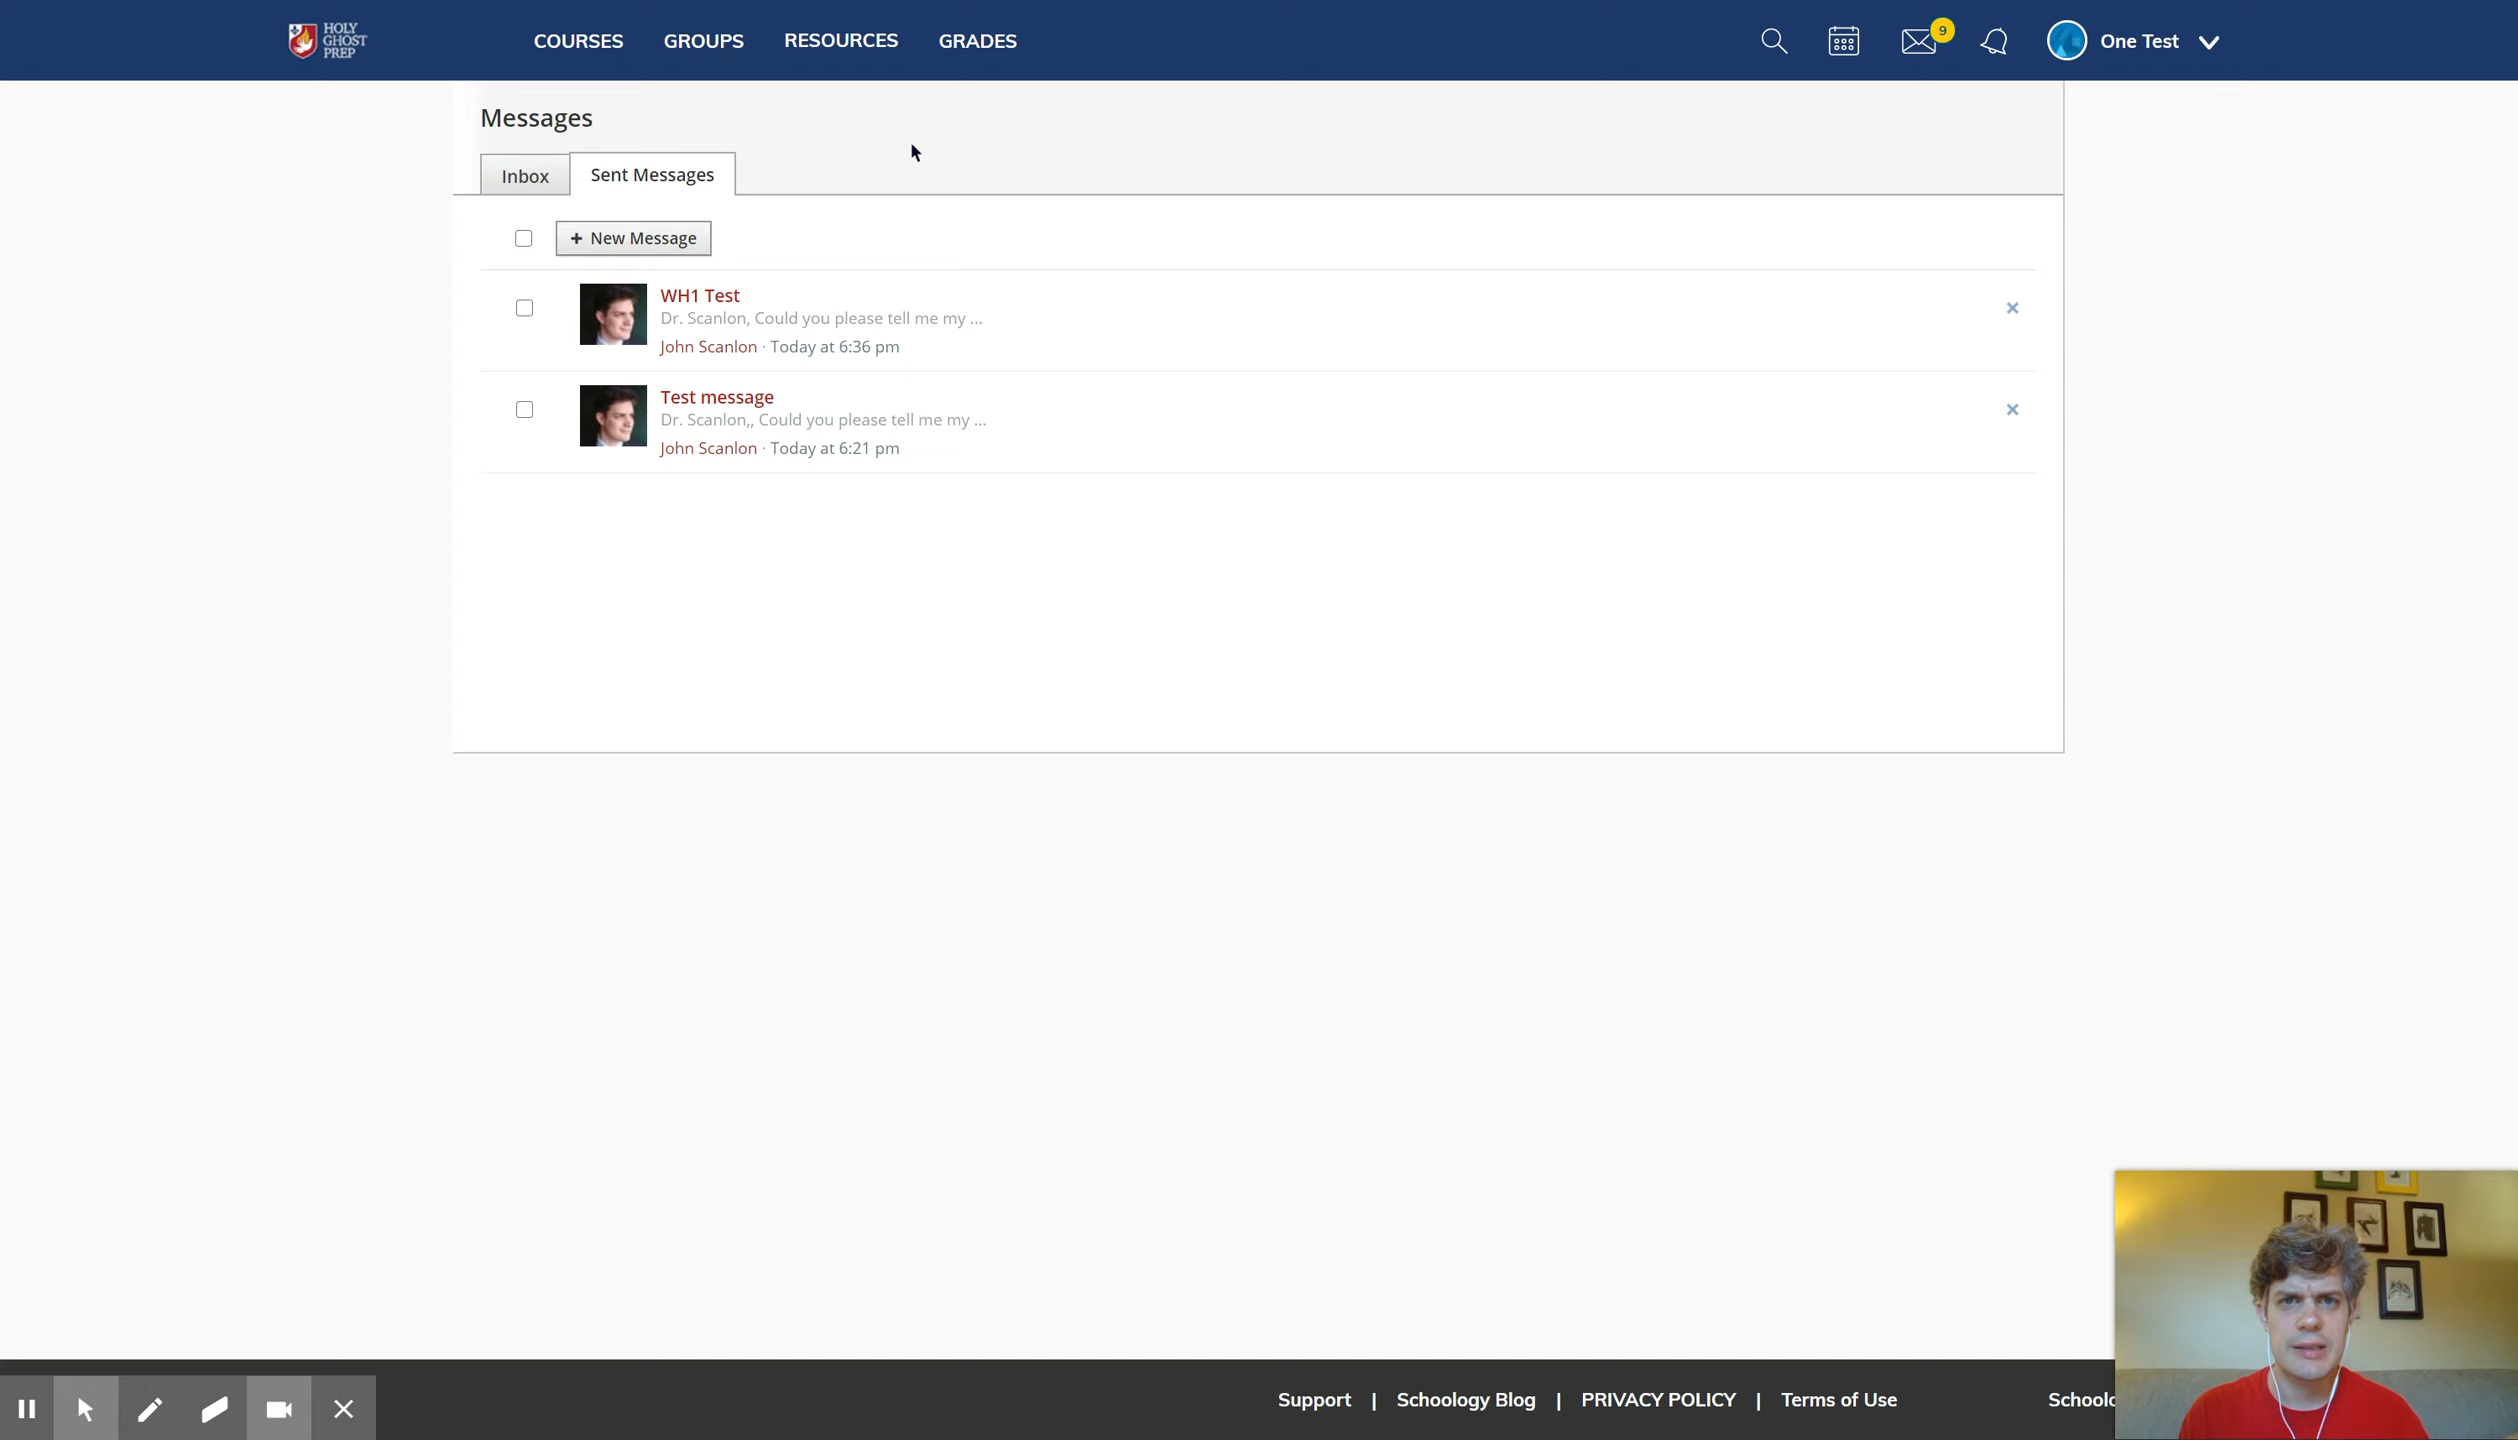 HOLY
GHOST
PREP
COURSES GROUPS RESOURCES GRADES
9
One Test
Messages
Inbox Sent Messages
+ New Message
WH1 Test
Dr. Scanlon, Could you please tell me my ...
John Scanlon · Today at 6:36 pm
Test message
Dr. Scanlon,, Could you please tell me my ...
John Scanlon · Today at 6:21 pm
Support | Schoology Blog | PRIVACY POLICY | Terms of Use